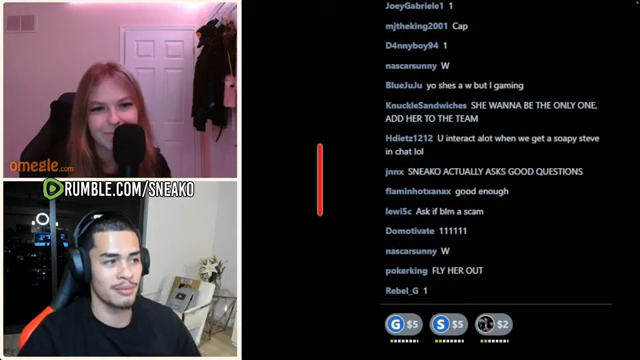 JoeyGabriele1 1
mjtheking2001 Cap
D4nnyboy94 1
nascarsunny W
BlueJuJu yo shes a w but I gaming
KnuckleSandwiches SHE WANNA BE THE ONLY ONE,
ADD HER TO THE TEAM
Hdietz1212 U interact alot when we get a soapy steve
in chat lol
jnnx SNEAKO ACTUALLY ASKS GOOD QUESTIONS
flaminhotxanax good enough
lewi5c Ask if blm a scam
Domotivate 111111
nascarsunny W
pokerking FLY HER OUT
Rebel_G 1
G $5
S $5
$2
omegle.com
RUMBLE.COM/SNEAKO